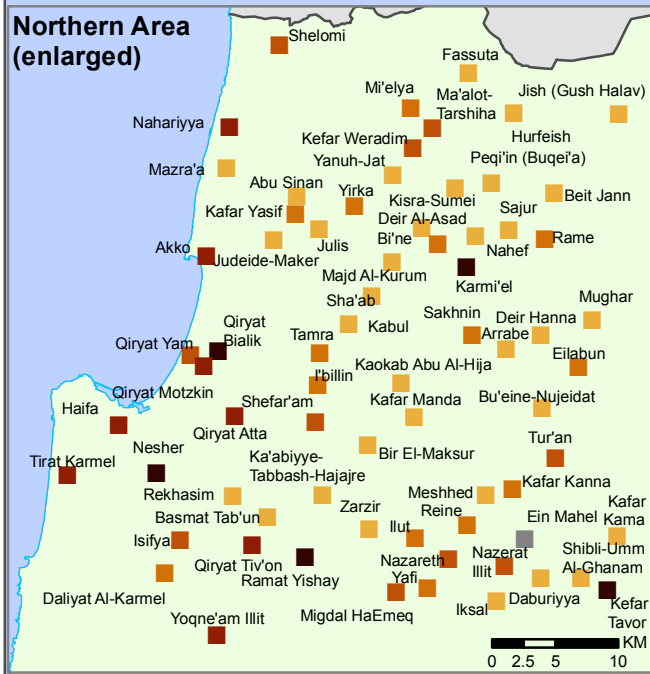 Northern Area
(enlarged)
Shelomi
Fassuta
Mi'elya
Ma'alot-
Tarshiha
Jish (Gush Halav)
Nahariyya
Kefar Weradim
Hurfeish
Yanuh-Jat
Peqi'in (Buqei'a)
Mazra'a
Abu Sinan
Yirka
Kisra-Sumei
Beit Jann
Kafar Yasif
Deir Al-Asad
Sajur
Julis
Bi'ne
Nahef
Rame
Akko
Judeide-Maker
Majd Al-Kurum
Karmi'el
Sha'ab
Mughar
Qiryat
Bialik
Kabul
Sakhnin
Deir Hanna
Qiryat Yam
Tamra
Arrabe
Eilabun
Kaokab Abu Al-Hija
I'billin
Qiryat Motzkin
Shefar'am
Kafar Manda
Bu'eine-Nujeidat
Haifa
Qiryat Atta
Nesher
Bir El-Maksur
Tur'an
Tirat Karmel
Ka'abiyye-
Tabbash-Hajajre
Rekhasim
Meshhed
Kafar Kanna
Zarzir
Reine
Kafar
Kama
Basmat Tab'un
Ein Mahel
Ilut
Isifya
Nazareth
Nazerat
Illit
Shibli-Umm
Al-Ghanam
Qiryat Tiv'on
Ramat Yishay
Yafi
Daliyat Al-Karmel
Daburiyya
Iksal
Kefar
Tavor
Yoqne'am Illit
Migdal HaEmeq
KM
0 2.5 5 10